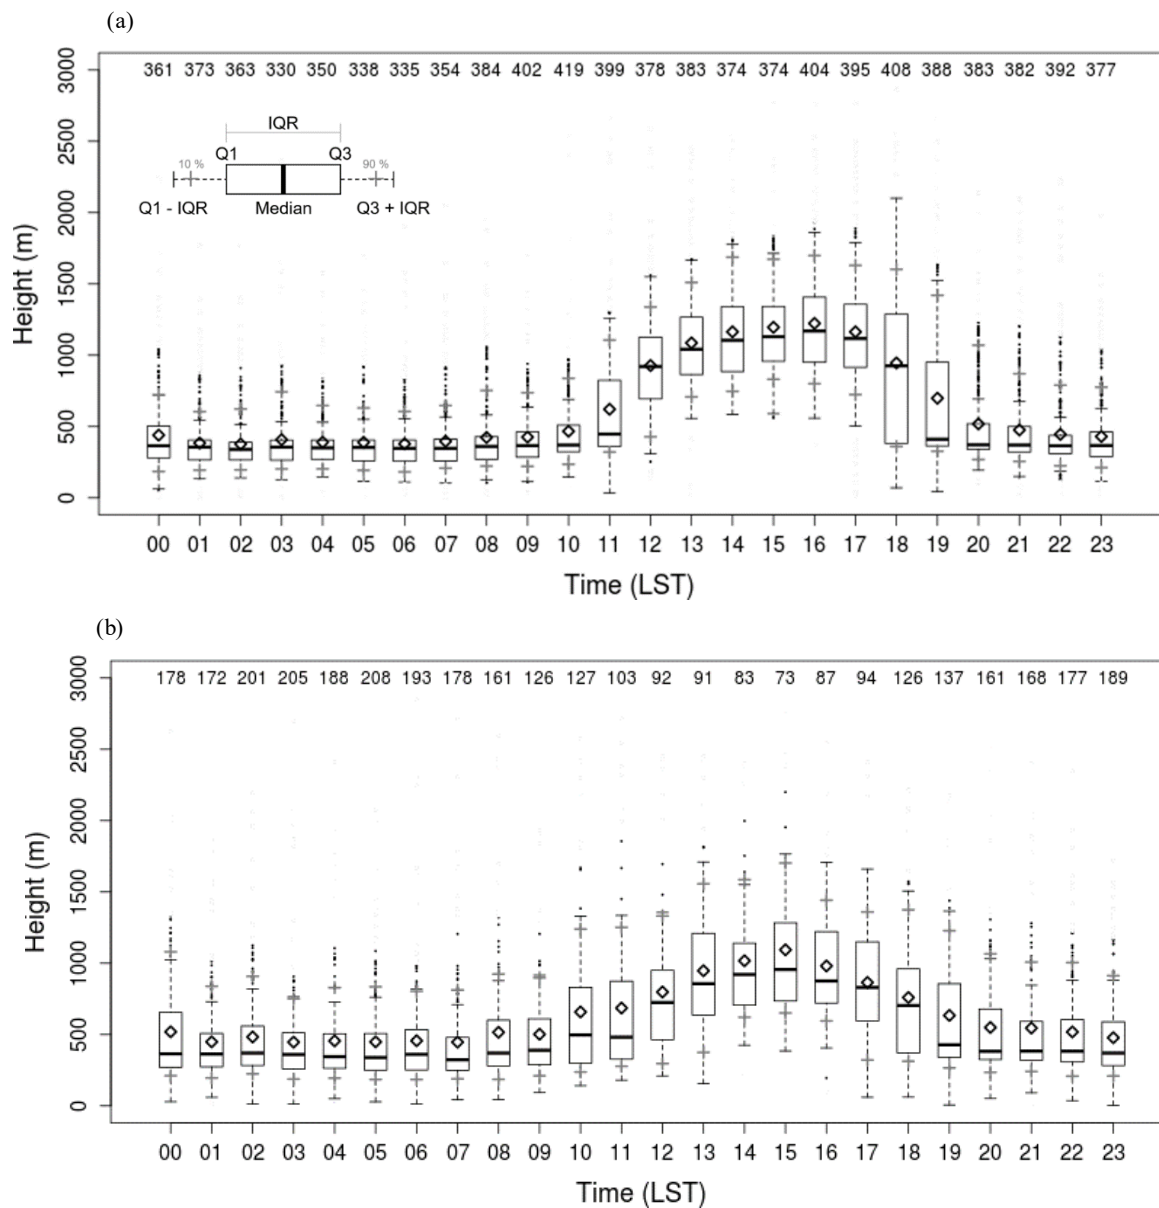 (a)
361 373 363 330 350 338 335 354 384 402 419 399 378 383 374 374 404 395 408 388 383 382 392 377
IQR
Q1 Q3
10 % 90 %
Q1 - IQR Median Q3 + IQR
3000
2500
2000
1500
1000
500
0
Height (m)
00 01 02 03 04 05 06 07 08 09 10 11 12 13 14 15 16 17 18 19 20 21 22 23
Time (LST)
(b)
178 172 201 205 188 208 193 178 161 126 127 103 92 91 83 73 87 94 126 137 161 168 177 189
3000
2500
2000
1500
1000
500
0
Height (m)
00 01 02 03 04 05 06 07 08 09 10 11 12 13 14 15 16 17 18 19 20 21 22 23
Time (LST)